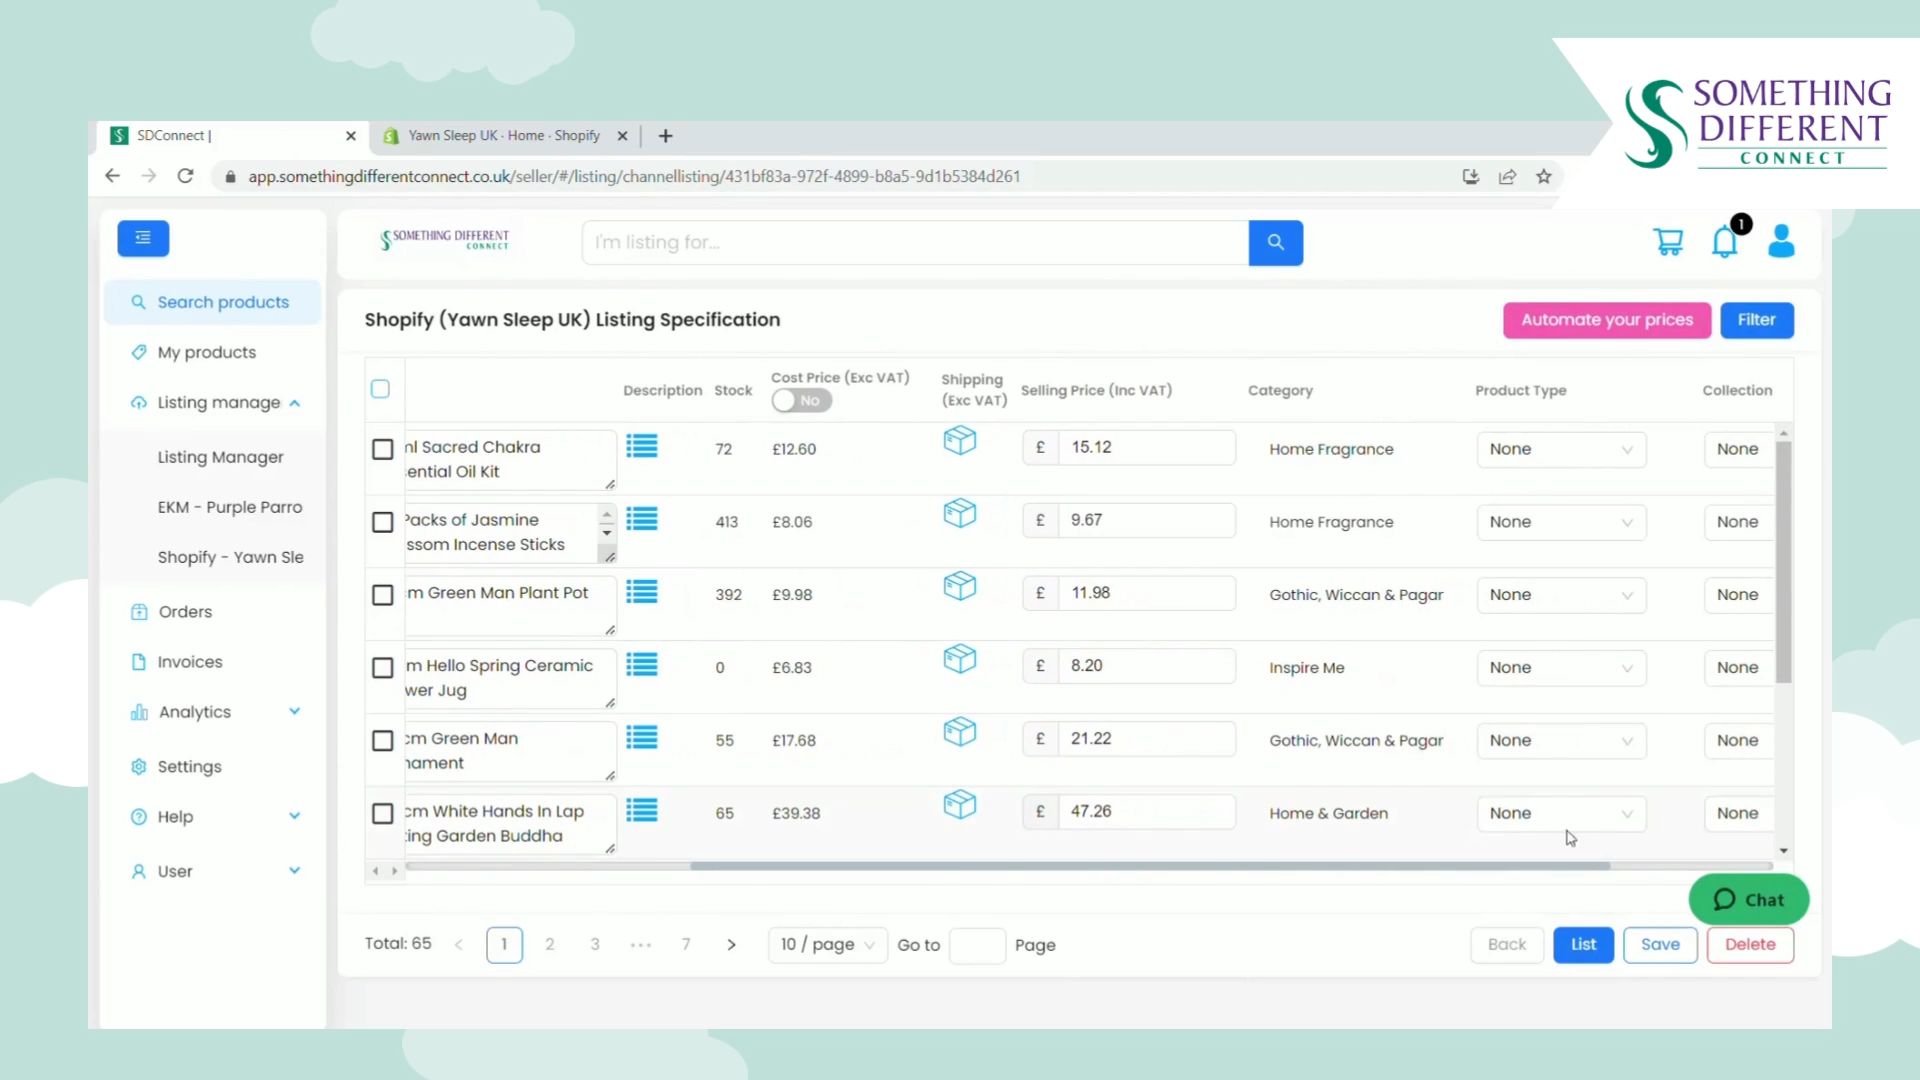 SOMETHING
DIFFERENT
CONNECT
SDConnect |
Yawn Sleep UK · Home · Shopify
app.somethingdifferentconnect.co.uk/seller/#/listing/channellisting/431bf83a-972f-4899-b8a5-9d1b5384d261
SOMETHING DIFFERENT
CONNECT
I'm listing for...
1
Search products
My products
Listing manage
Listing Manager
EKM - Purple Parro
Shopify - Yawn Sle
Orders
Invoices
Analytics
Settings
Help
User
Shopify (Yawn Sleep UK) Listing Specification
Automate your prices
Filter
Description Stock Cost Price (Exc VAT) No Shipping (Exc VAT) Selling Price (Inc VAT) Category Product Type Collection
ml Sacred Chakra
ential Oil Kit
72 £12.60 £ 15.12 Home Fragrance None None
Packs of Jasmine
ssom Incense Sticks
413 £8.06 £ 9.67 Home Fragrance None None
m Green Man Plant Pot
392 £9.98 £ 11.98 Gothic, Wiccan & Pagar None None
m Hello Spring Ceramic
wer Jug
0 £6.83 £ 8.20 Inspire Me None None
cm Green Man
nament
55 £17.68 £ 21.22 Gothic, Wiccan & Pagar None None
cm White Hands In Lap
ting Garden Buddha
65 £39.38 £ 47.26 Home & Garden None None
Chat
Total: 65 < 1 2 3 ••• 7 > 10 / page Go to Page
Back List Save Delete